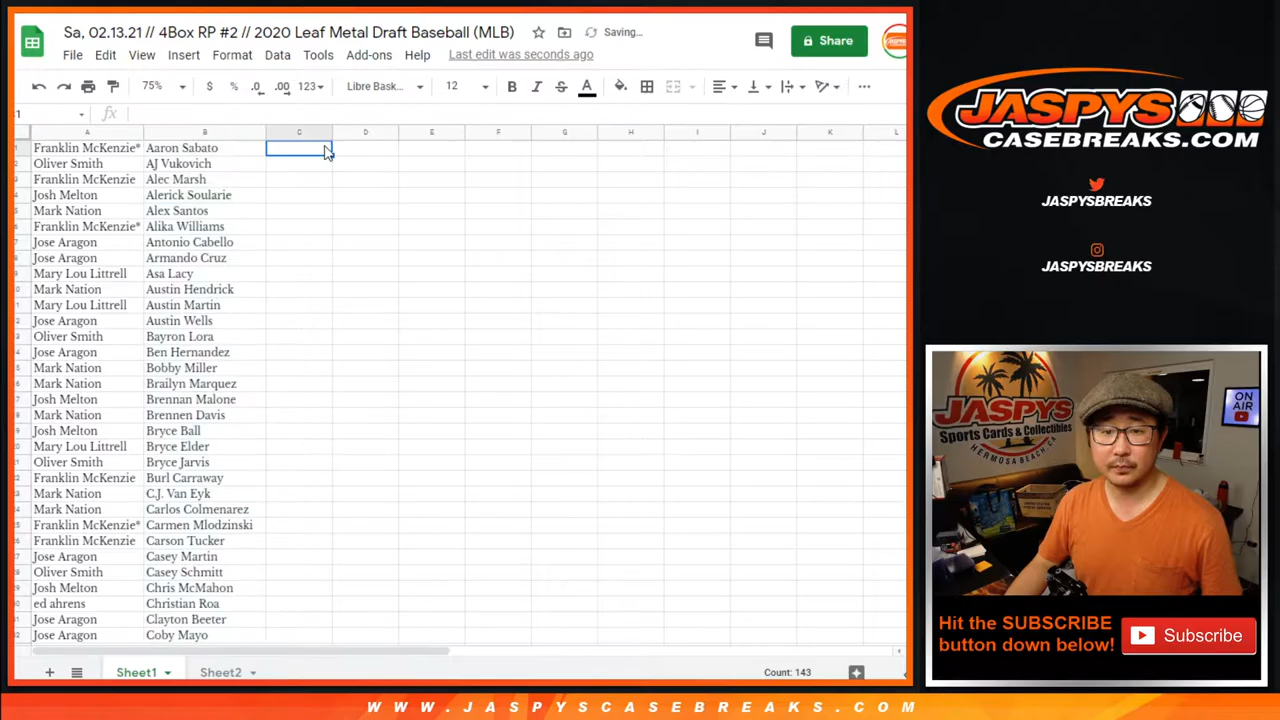 Sa, 02.13.21 // 4Box RP #2 // 2020 Leaf Metal Draft Baseball (MLB)
Saving...
File Edit View Insert Format Data Tools Add-ons Help Last edit was seconds ago
Share
75% $ % .0 .00 123 Libre Bask... 12 B I S A
fx
A B C D E F G H I J K L
Franklin McKenzie* Aaron Sabato
Oliver Smith AJ Vukovich
Franklin McKenzie Alec Marsh
Josh Melton Alerick Soularie
Mark Nation Alex Santos
Franklin McKenzie* Alika Williams
Jose Aragon Antonio Cabello
Jose Aragon Armando Cruz
Mary Lou Littrell Asa Lacy
Mark Nation Austin Hendrick
Mary Lou Littrell Austin Martin
Jose Aragon Austin Wells
Oliver Smith Bayron Lora
Jose Aragon Ben Hernandez
Mark Nation Bobby Miller
Mark Nation Brailyn Marquez
Josh Melton Brennan Malone
Mark Nation Brennen Davis
Josh Melton Bryce Ball
Mary Lou Littrell Bryce Elder
Oliver Smith Bryce Jarvis
Franklin McKenzie Burl Carraway
Mark Nation C.J. Van Eyk
Mark Nation Carlos Colmenarez
Franklin McKenzie* Carmen Mlodzinski
Franklin McKenzie Carson Tucker
Jose Aragon Casey Martin
Oliver Smith Casey Schmitt
Josh Melton Chris McMahon
ed ahrens Christian Roa
Jose Aragon Clayton Beeter
Jose Aragon Coby Mayo
Sheet1 Sheet2 Count: 143
JASPYS
CASEBREAKS.COM
JASPYSBREAKS
JASPYSBREAKS
JASPYS
Sports Cards & Collectibles
HERMOSA BEACH, CA
ON
AIR
Hit the SUBSCRIBE
button down below!
Subscribe
WWW.JASPYSCASEBREAKS.COM